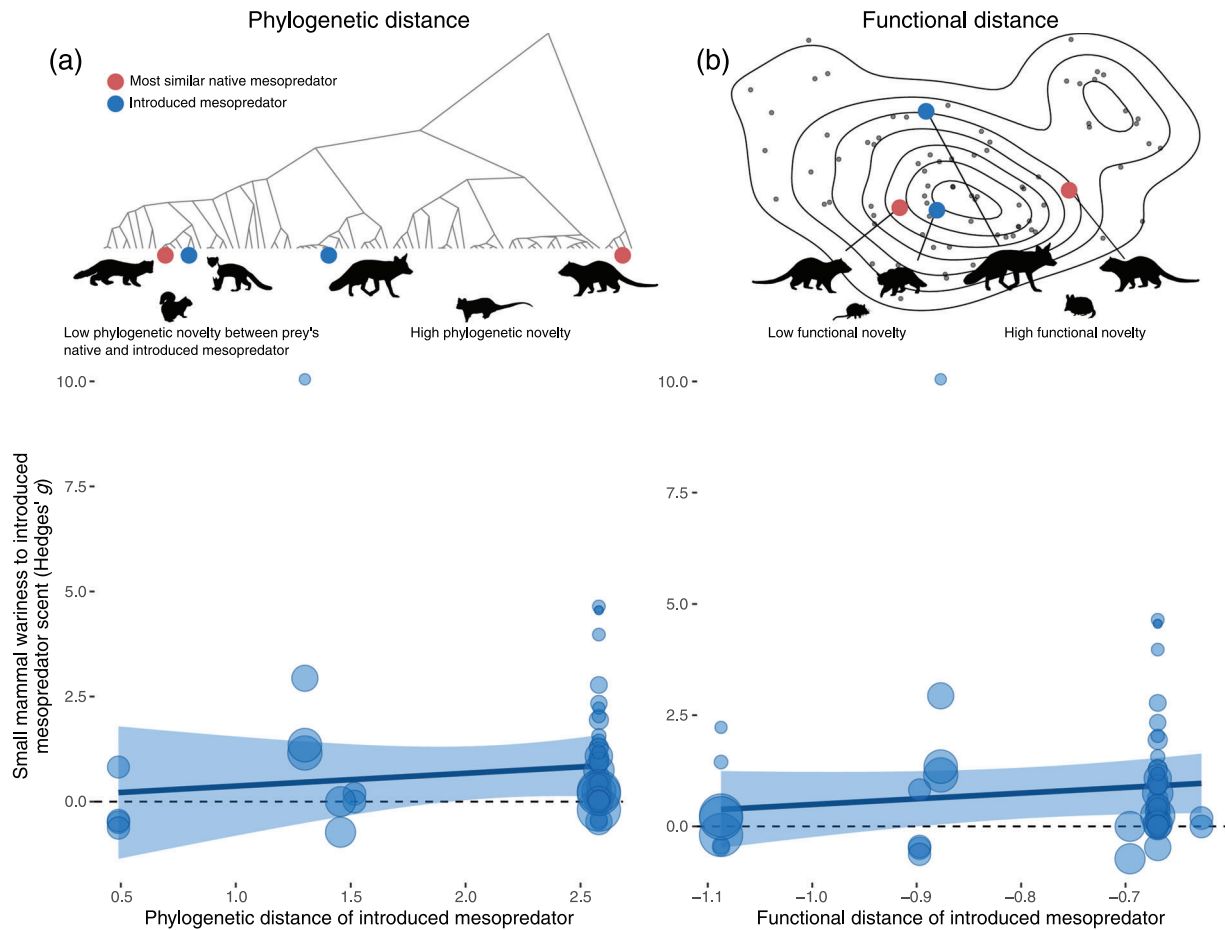 Phylogenetic distance
(a)
Most similar native mesopredator
Introduced mesopredator
Low phylogenetic novelty between prey's
native and introduced mesopredator
High phylogenetic novelty
Functional distance
(b)
Low functional novelty
High functional novelty
Small mammal wariness to introduced
mesopredator scent (Hedges' g)
10.0
7.5
5.0
2.5
0.0
0.5
1.0
1.5
2.0
2.5
Phylogenetic distance of introduced mesopredator
10.0
7.5
5.0
2.5
0.0
−1.1
−1.0
−0.9
−0.8
−0.7
Functional distance of introduced mesopredator